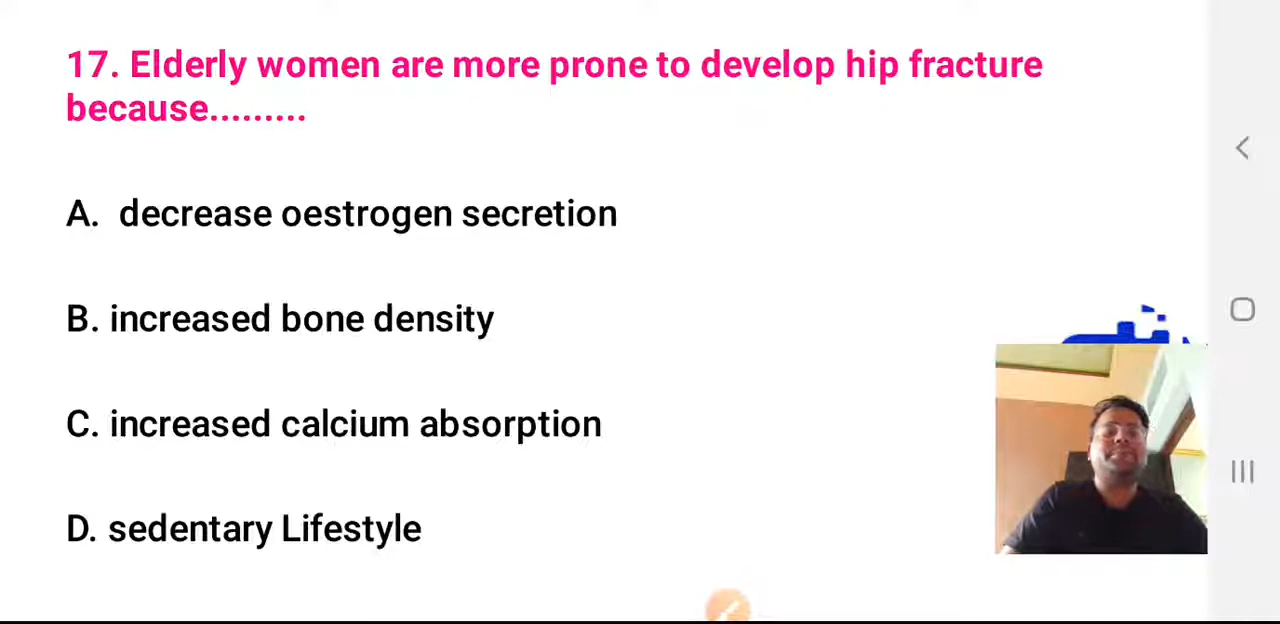 17. Elderly women are more prone to develop hip fracture
because.........
A. decrease oestrogen secretion
B. increased bone density
C. increased calcium absorption
D. sedentary Lifestyle